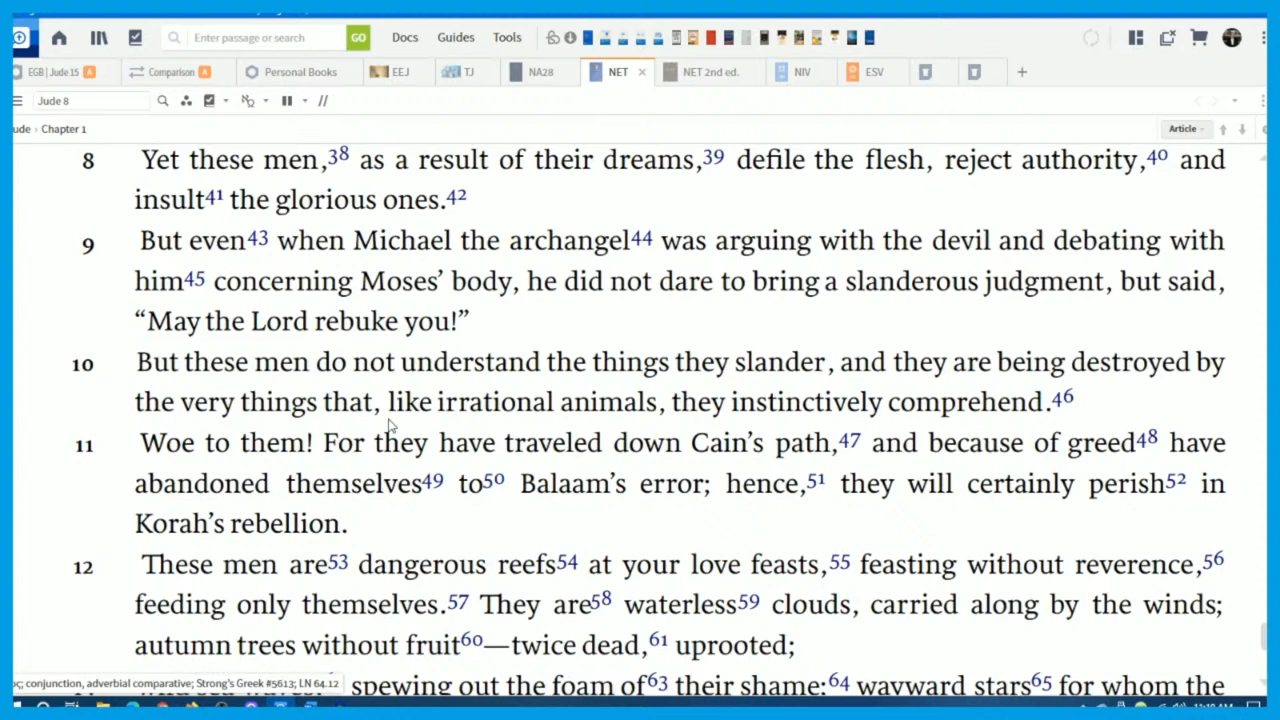 Enter passage or search GO Docs Guides Tools
EGB | Jude 15 A Comparison A Personal Books EEJ TJ NA28 NET × NET 2nd ed. NIV ESV +
Jude 8
ude › Chapter 1 Article
8 Yet these men,38 as a result of their dreams,39 defile the flesh, reject authority,40 and
insult41 the glorious ones.42
9 But even43 when Michael the archangel44 was arguing with the devil and debating with
him45 concerning Moses’ body, he did not dare to bring a slanderous judgment, but said,
“May the Lord rebuke you!”
10 But these men do not understand the things they slander, and they are being destroyed by
the very things that, like irrational animals, they instinctively comprehend.46
11 Woe to them! For they have traveled down Cain’s path,47 and because of greed48 have
abandoned themselves49 to50 Balaam’s error; hence,51 they will certainly perish52 in
Korah’s rebellion.
12 These men are53 dangerous reefs54 at your love feasts,55 feasting without reverence,56
feeding only themselves.57 They are58 waterless59 clouds, carried along by the winds;
autumn trees without fruit60—twice dead,61 uprooted;
spewing out the foam of63 their shame;64 wayward stars65 for whom the
ος; conjunction, adverbial comparative; Strong's Greek #5613; LN 64.12